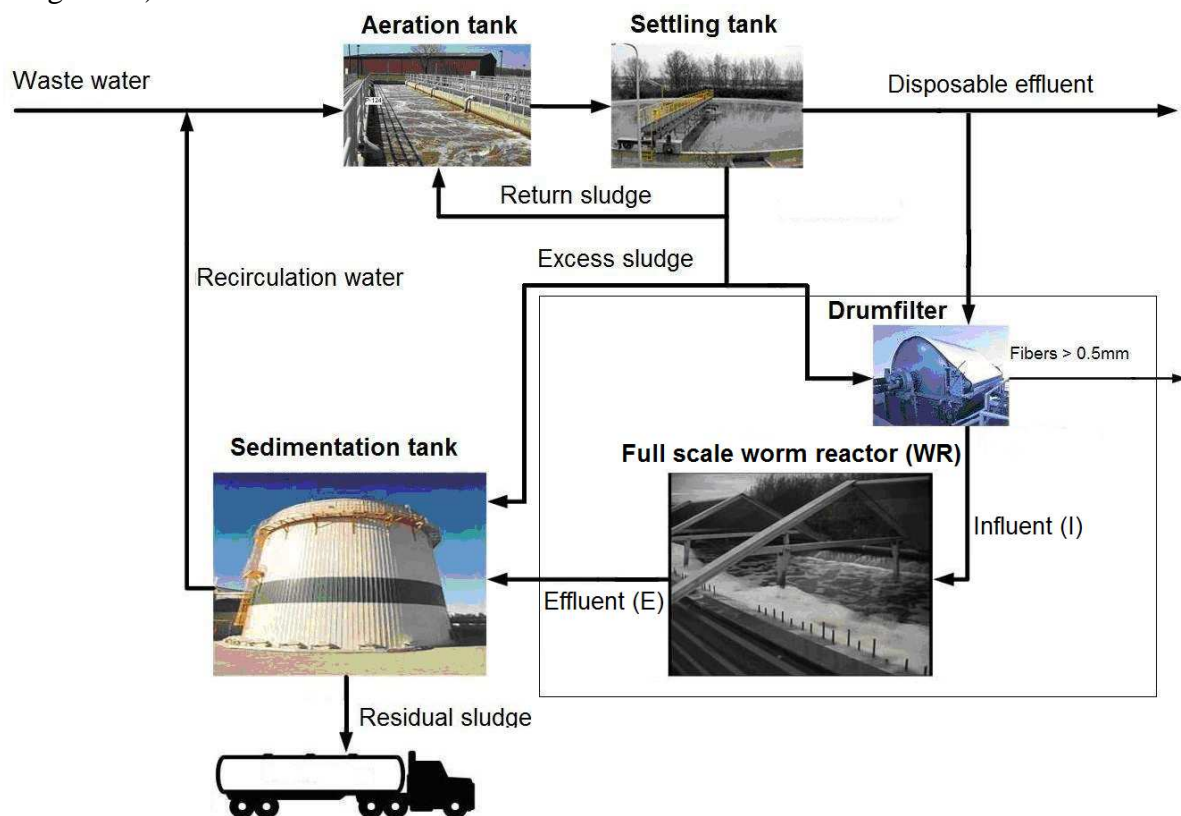 Aeration tank
Settling tank
Waste water
Disposable effluent
P-124
Return sludge
Excess sludge
Recirculation water
Drumfilter
Fibers > 0.5mm
Sedimentation tank
Full scale worm reactor (WR)
Influent (I)
Effluent (E)
Residual sludge